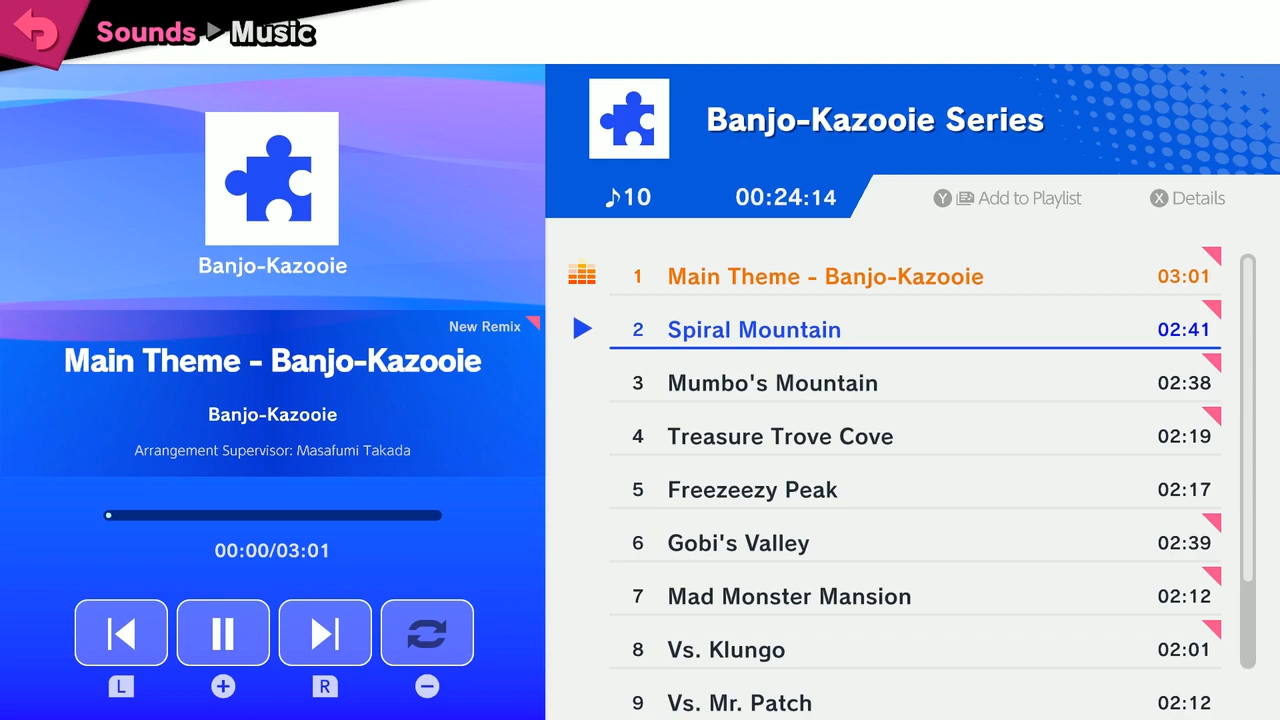 Sounds ▶ Music
Banjo-Kazooie
New Remix
Main Theme - Banjo-Kazooie
Banjo-Kazooie
Arrangement Supervisor: Masafumi Takada
00:00/03:01
L
+
R
−
Banjo-Kazooie Series
♪10 00:24:14
Y Add to Playlist X Details
1 Main Theme - Banjo-Kazooie 03:01
2 Spiral Mountain 02:41
3 Mumbo's Mountain 02:38
4 Treasure Trove Cove 02:19
5 Freezeezy Peak 02:17
6 Gobi's Valley 02:39
7 Mad Monster Mansion 02:12
8 Vs. Klungo 02:01
9 Vs. Mr. Patch 02:12